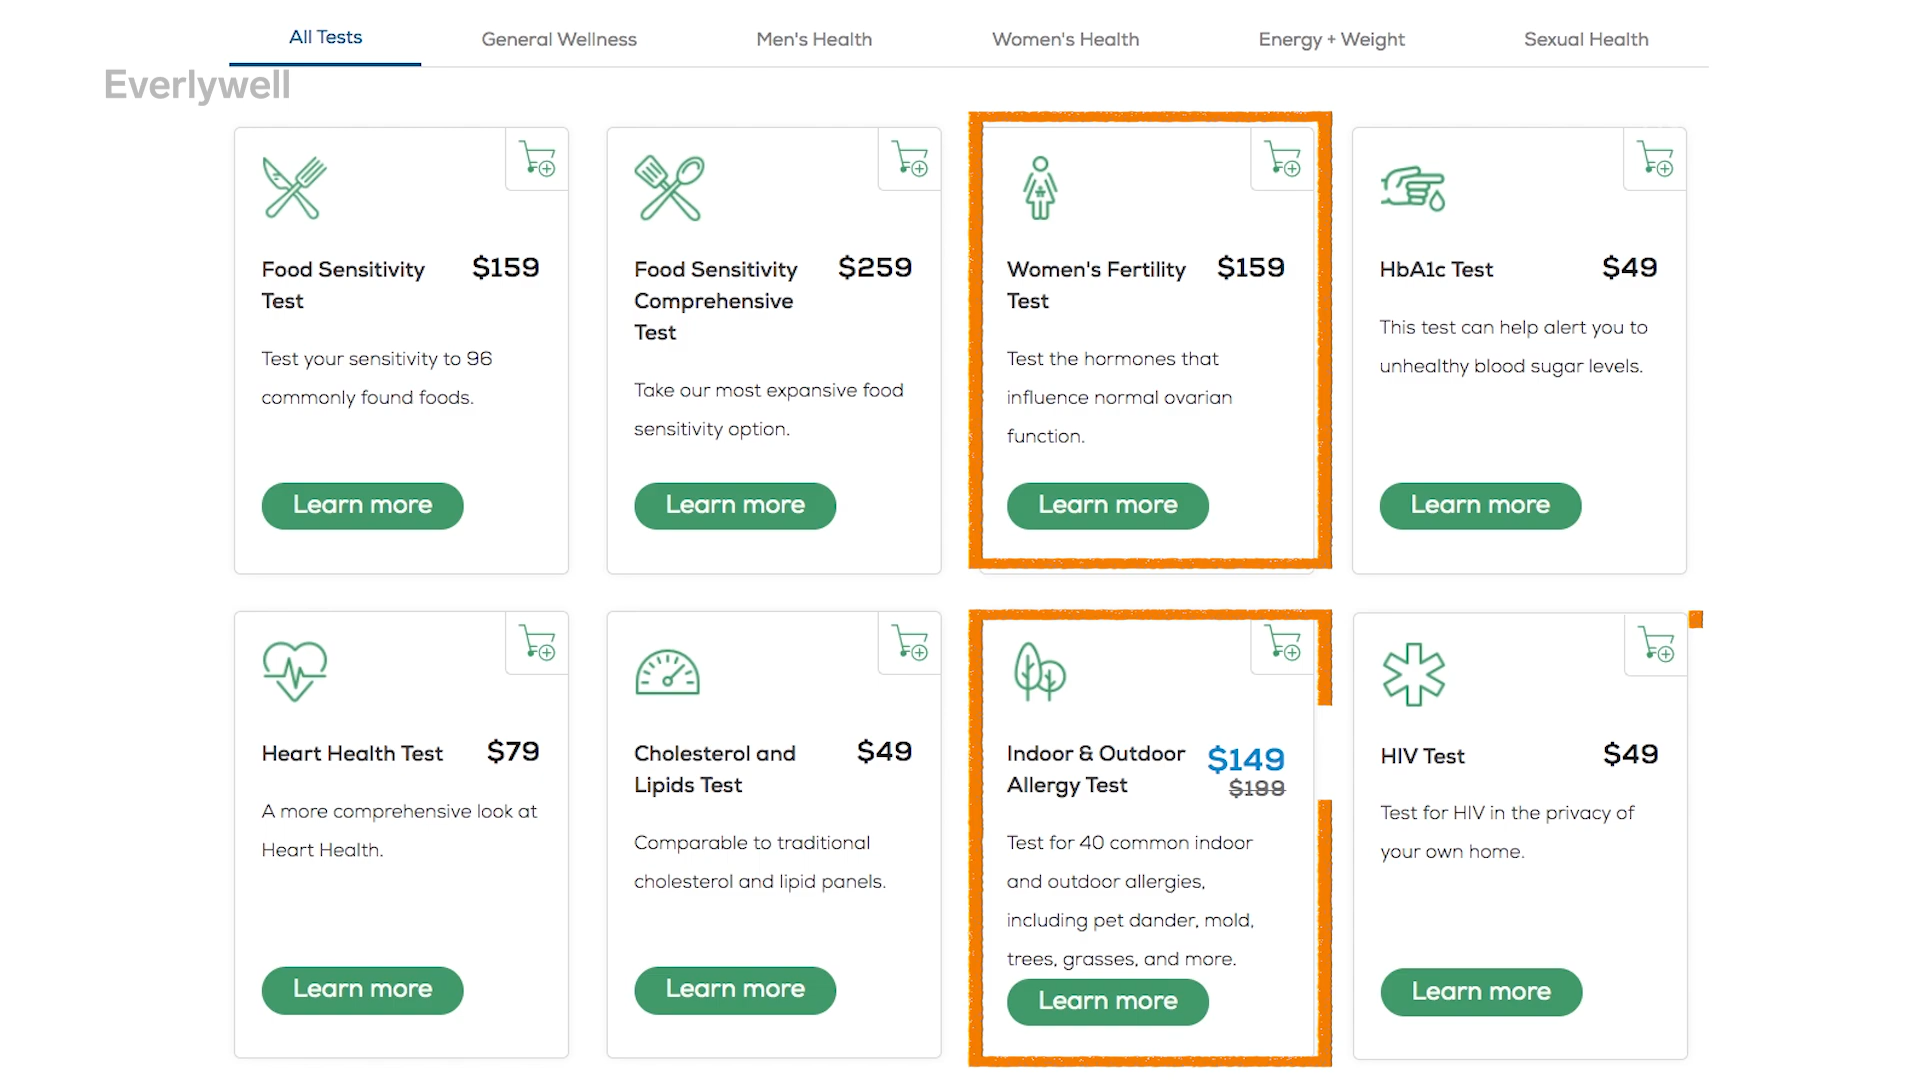 All Tests
General Wellness
Men's Health
Women's Health
Energy + Weight
Sexual Health
Everlywell
Food Sensitivity
Test
$159
Test your sensitivity to 96
commonly found foods.
Learn more
Food Sensitivity
Comprehensive
Test
$259
Take our most expansive food
sensitivity option.
Learn more
Women's Fertility
Test
$159
Test the hormones that
influence normal ovarian
function.
Learn more
HbA1c Test
$49
This test can help alert you to
unhealthy blood sugar levels.
Learn more
Heart Health Test
$79
A more comprehensive look at
Heart Health.
Learn more
Cholesterol and
Lipids Test
$49
Comparable to traditional
cholesterol and lipid panels.
Learn more
Indoor & Outdoor
Allergy Test
$149
$199
Test for 40 common indoor
and outdoor allergies,
including pet dander, mold,
trees, grasses, and more.
Learn more
HIV Test
$49
Test for HIV in the privacy of
your own home.
Learn more